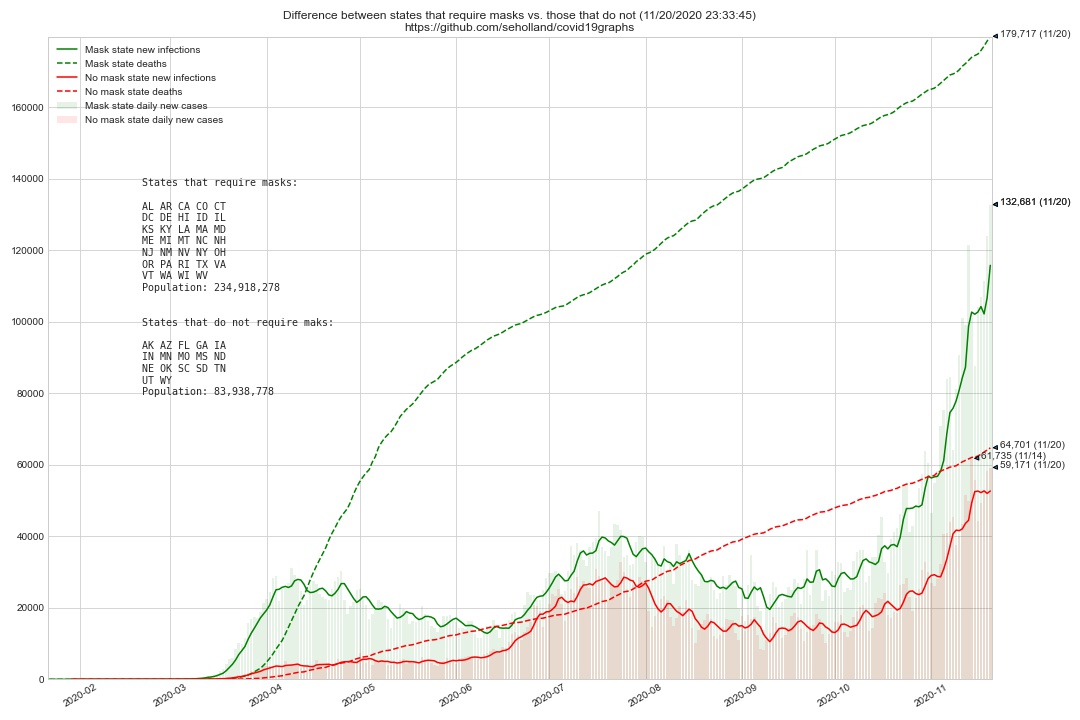 Difference between states that require masks vs. those that do not (11/20/2020 23:33:45)
https://github.com/seholland/covid19graphs
Mask state new infections
Mask state deaths
No mask state new infections
No mask state deaths
Mask state daily new cases
No mask state daily new cases
States that require masks:
AL AR CA CO CT
DC DE HI ID IL
KS KY LA MA MD
ME MI MT NC NH
NJ NM NV NY OH
OR PA RI TX VA
VT WA WI WV
Population: 234,918,278
States that do not require maks:
AK AZ FL GA IA
IN MN MO MS ND
NE OK SC SD TN
UT WY
Population: 83,938,778
179,717 (11/20)
132,681 (11/20)
64,701 (11/20)
61,735 (11/14)
59,171 (11/20)
160000
140000
120000
100000
80000
60000
40000
20000
0
2020-02
2020-03
2020-04
2020-05
2020-06
2020-07
2020-08
2020-09
2020-10
2020-11